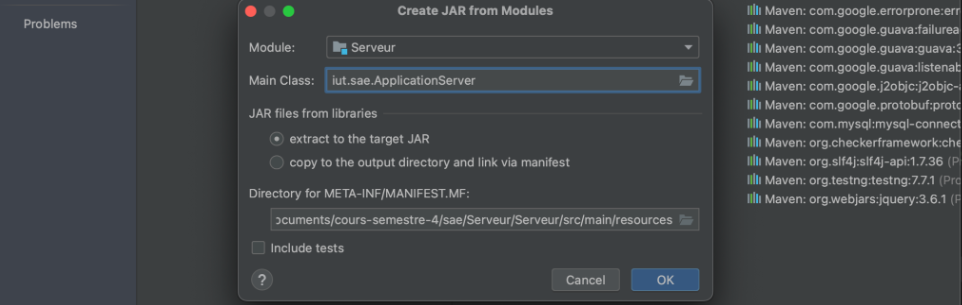 Create JAR from Modules
Problems
Module:
Serveur
Main Class:
iut.sae.ApplicationServer
JAR files from libraries
extract to the target JAR
copy to the output directory and link via manifest
Directory for META-INF/MANIFEST.MF:
ocuments/cours-semestre-4/sae/Serveur/Serveur/src/main/resources
Include tests
?
Cancel
OK
Maven: com.google.errorprone:err
Maven: com.google.guava:failurea
Maven: com.google.guava:guava:3
Maven: com.google.guava:listenab
Maven: com.google.j2objc:j2objc-a
Maven: com.google.protobuf:proto
Maven: com.mysql:mysql-connect
Maven: org.checkerframework:che
Maven: org.slf4j:slf4j-api:1.7.36 (P
Maven: org.testng:testng:7.7.1 (Pro
Maven: org.webjars:jquery:3.6.1 (P